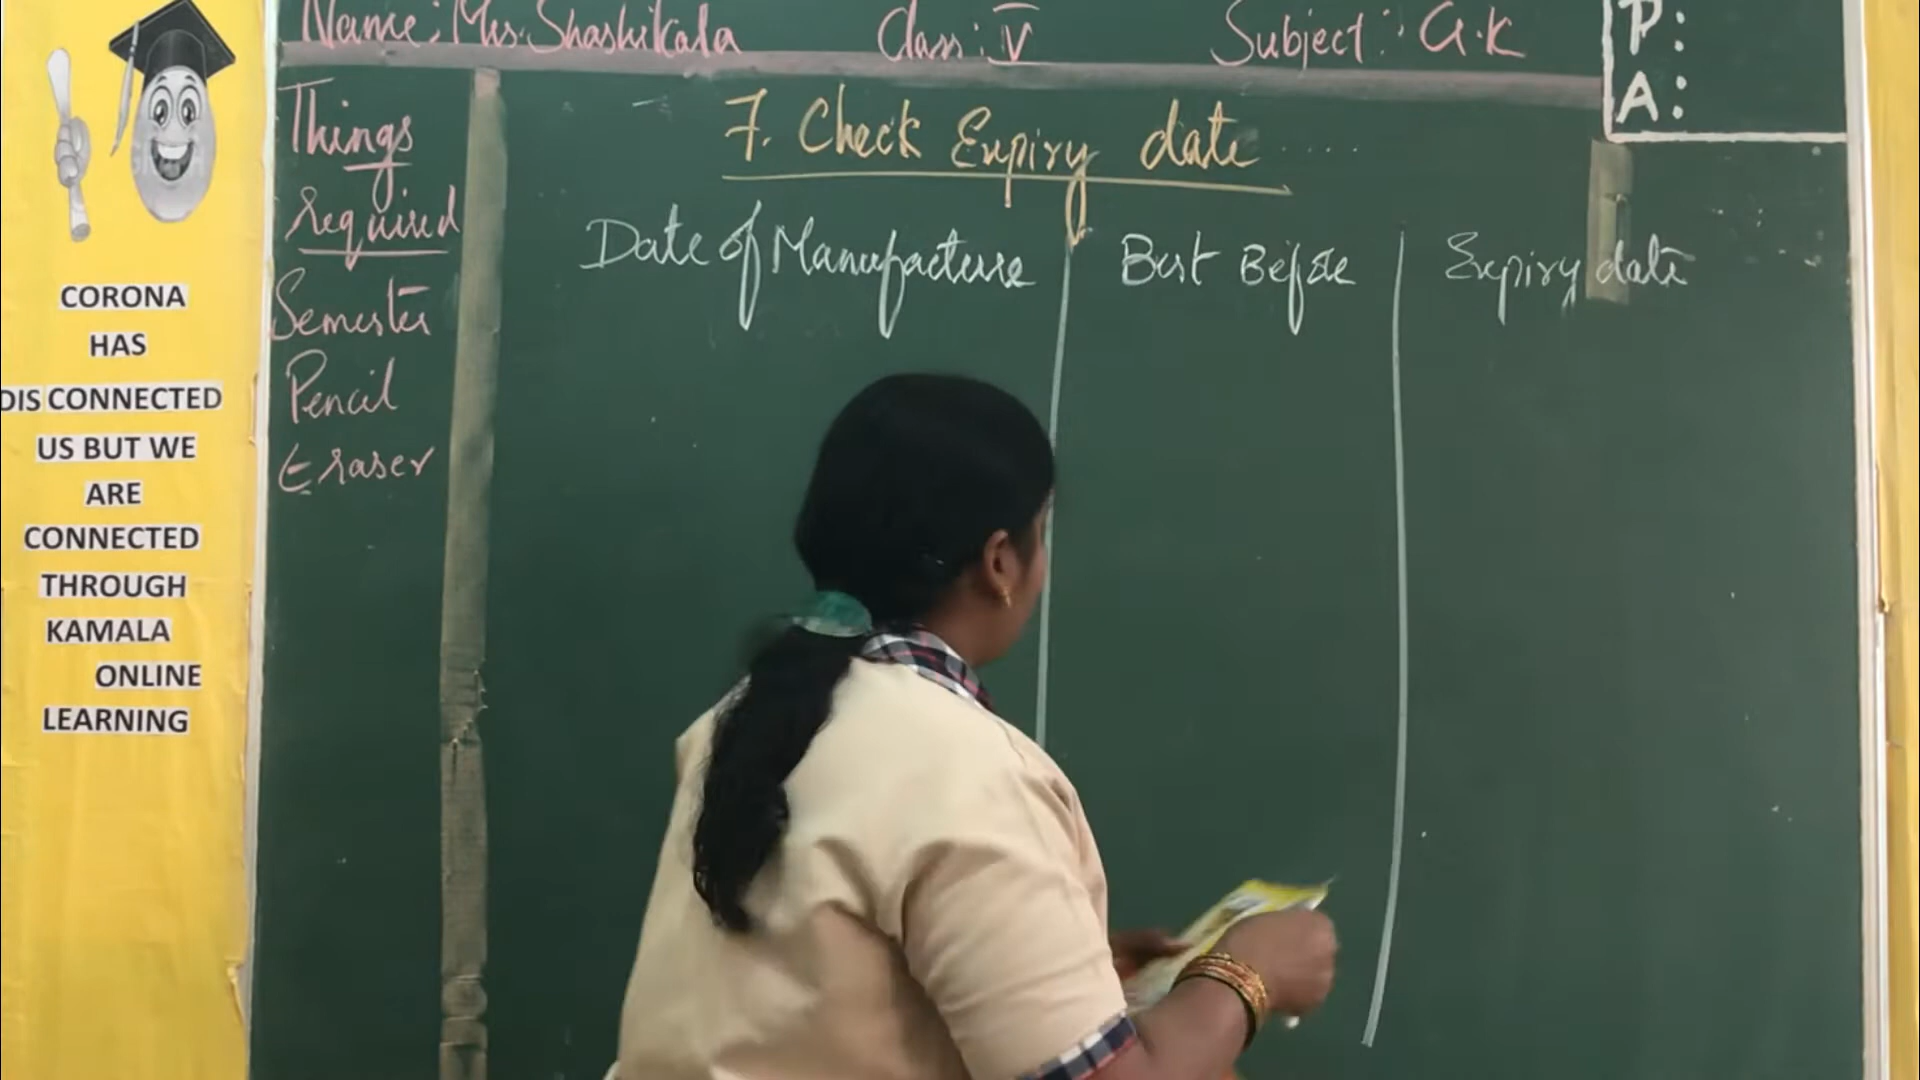 Name: Mrs. Shashikala Class: V Subject: G.K
P:
A:
7. Check Expiry date .....
Things
required
Semester
Pencil
Eraser
Date of Manufacture Best Before Expiry date
CORONA
HAS
DIS CONNECTED
US BUT WE
ARE
CONNECTED
THROUGH
KAMALA
ONLINE
LEARNING